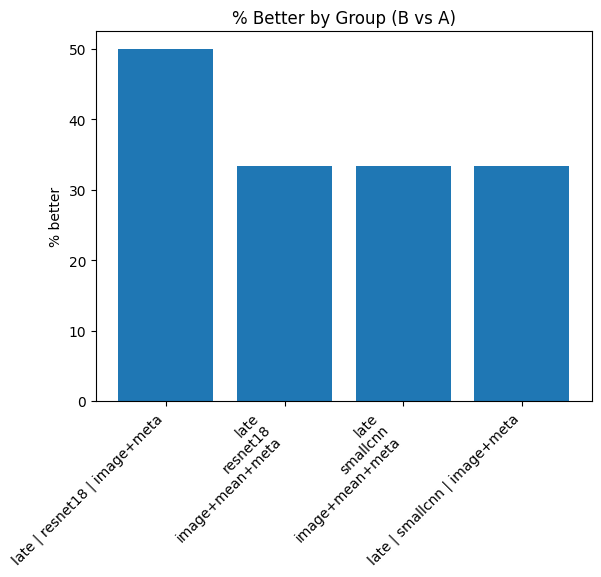 % Better by Group (B vs A)
% better
50
40
30
20
10
0
late | resnet18 | image+meta
late
resnet18
image+mean+meta
late
smallcnn
image+mean+meta
late | smallcnn | image+meta